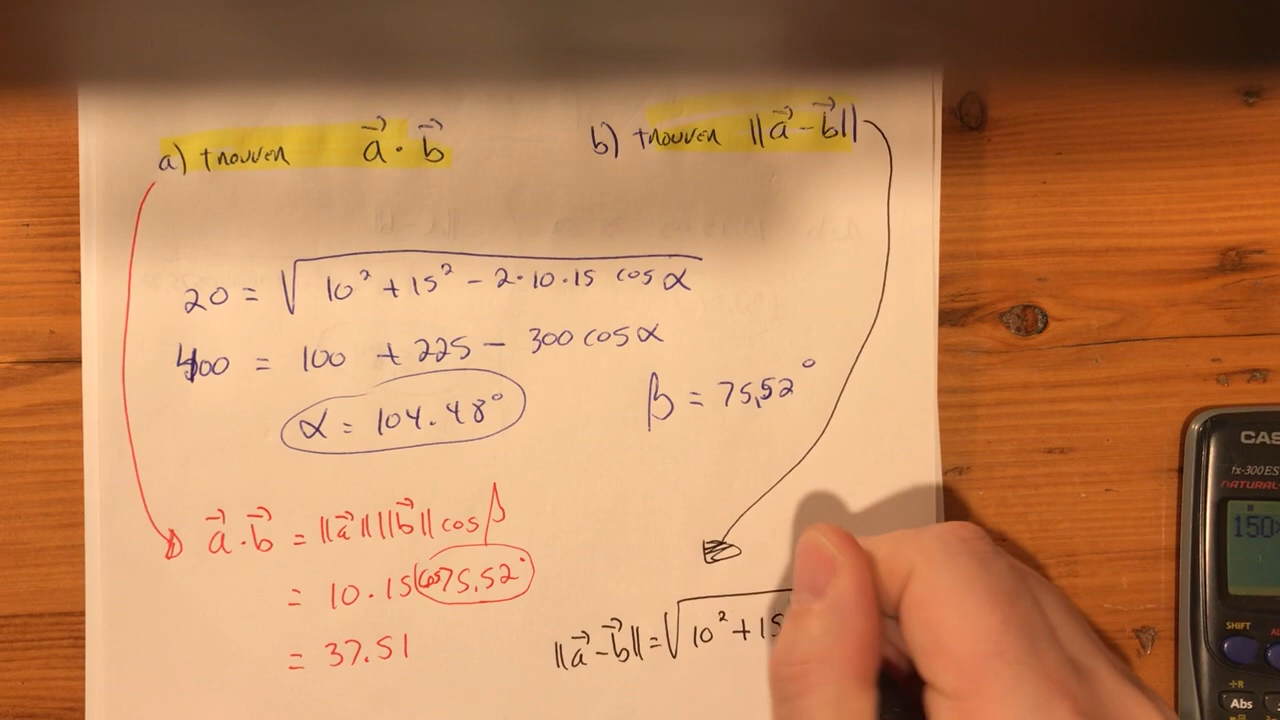 a) trouver a⃗ · b⃗
b) trouver ||a⃗ - b⃗||
20 = √(10² + 15² - 2·10·15 cos α)
400 = 100 + 225 - 300 cos α
α = 104.48°
β = 75,52°
a⃗ · b⃗ = ||a⃗|| ||b⃗|| cos β
= 10.15 cos 75.52°
= 37.51
||a⃗ - b⃗|| = √(10² + 15
CAS
fx-300ES
NATURAL-
150
SHIFT
÷R
Abs